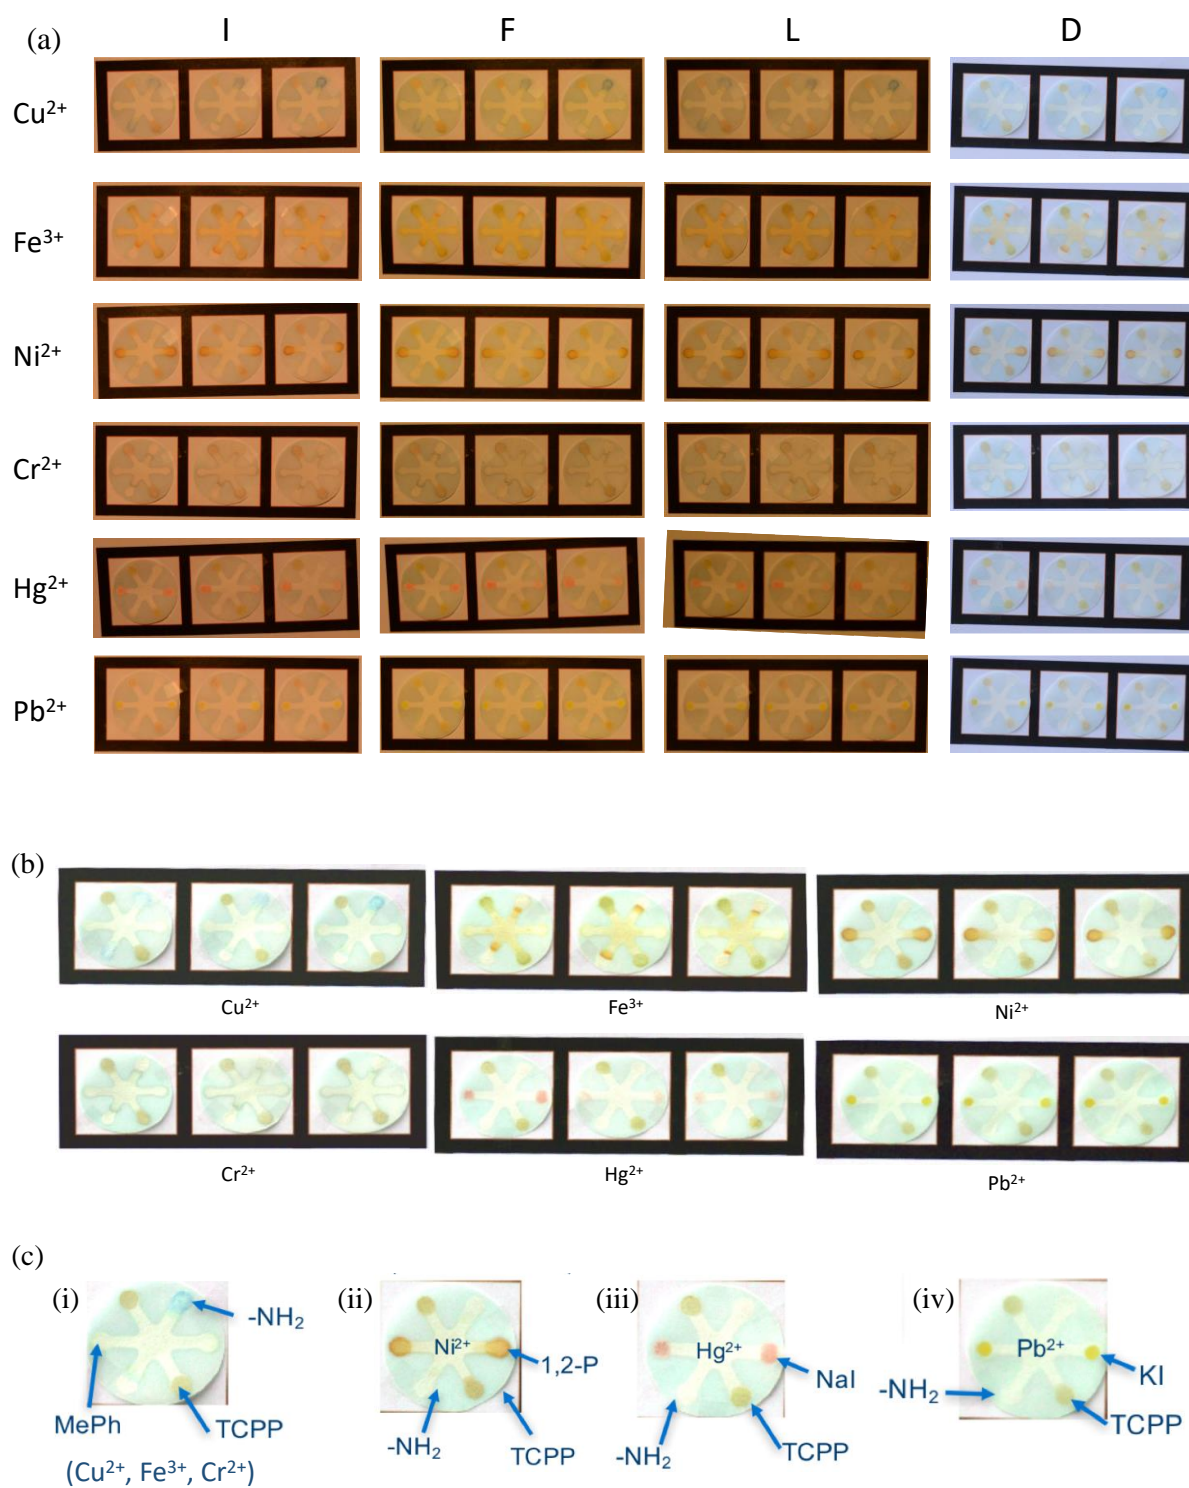 (a) I F L D
Cu²⁺
Fe³⁺
Ni²⁺
Cr²⁺
Hg²⁺
Pb²⁺
(b)
Cu²⁺ Fe³⁺ Ni²⁺
Cr²⁺ Hg²⁺ Pb²⁺
(c)
(i) (ii) (iii) (iv)
-NH₂
MePh
TCPP
(Cu²⁺, Fe³⁺, Cr²⁺)
Ni²⁺
1,2-P
-NH₂
TCPP
Hg²⁺
NaI
-NH₂
TCPP
Pb²⁺
KI
-NH₂
TCPP